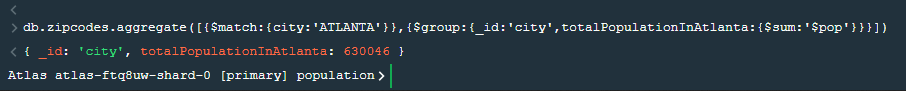 <
> db.zipcodes.aggregate([{$match:{city:'ATLANTA'}},{$group:{_id:'city',totalPopulationInAtlanta:{$sum:'$pop'}}}])
< { _id: 'city', totalPopulationInAtlanta: 630046 }
Atlas atlas-ftq8uw-shard-0 [primary] population>